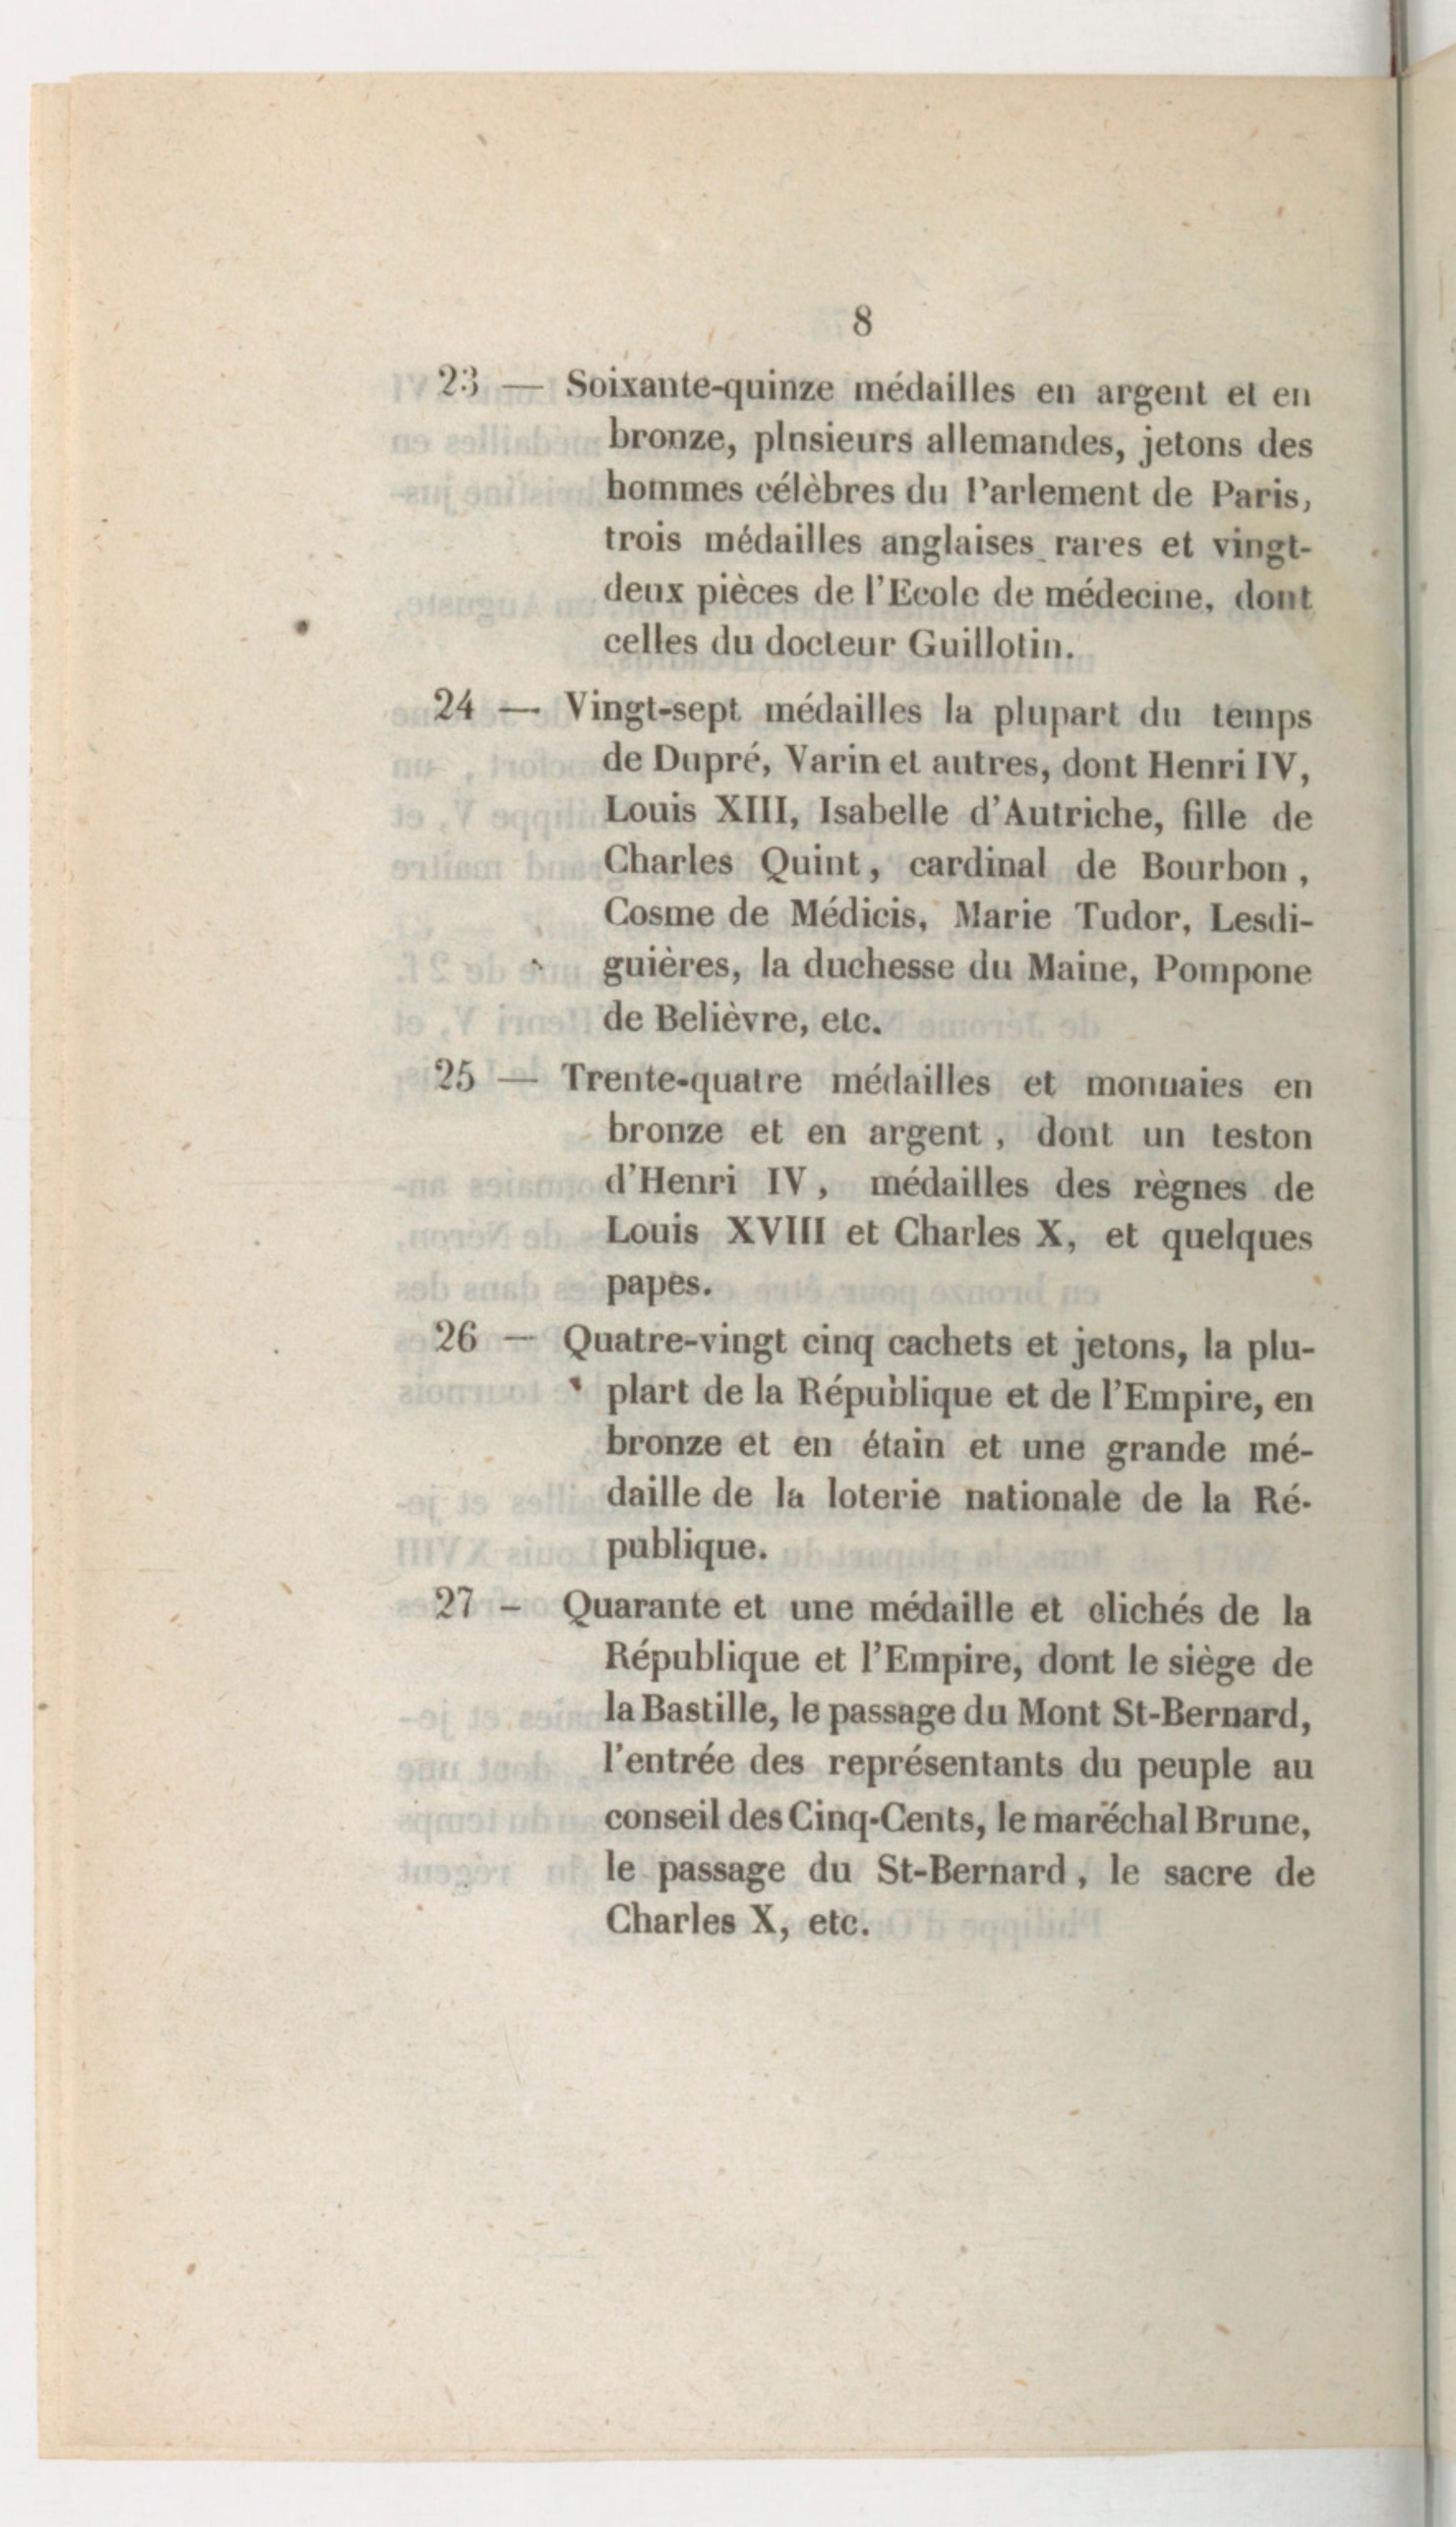 8
23 — Soixante-quinze médailles en argent et en
bronze, plnsieurs allemandes, jetons des
hommes célèbres du Parlement de Paris,
trois médailles anglaises rares et vingt-
deux pièces de l'Ecole de médecine, dont
celles du docteur Guillotin.
24 — Vingt-sept médailles la plupart du temps
de Dupré, Varin et autres, dont Henri IV,
Louis XIII, Isabelle d'Autriche, fille de
Charles Quint, cardinal de Bourbon,
Cosme de Médicis, Marie Tudor, Lesdi-
guières, la duchesse du Maine, Pompone
de Belièvre, etc.
25 — Trente-quatre médailles et monnaies en
bronze et en argent, dont un teston
d'Henri IV, médailles des règnes de
Louis XVIII et Charles X, et quelques
papes.
26 — Quatre-vingt cinq cachets et jetons, la plu-
plart de la République et de l'Empire, en
bronze et en étain et une grande mé-
daille de la loterie nationale de la Ré-
publique.
27 – Quarante et une médaille et clichés de la
République et l'Empire, dont le siège de
la Bastille, le passage du Mont St-Bernard,
l'entrée des représentants du peuple au
conseil des Cinq-Cents, le maréchal Brune,
le passage du St-Bernard, le sacre de
Charles X, etc.